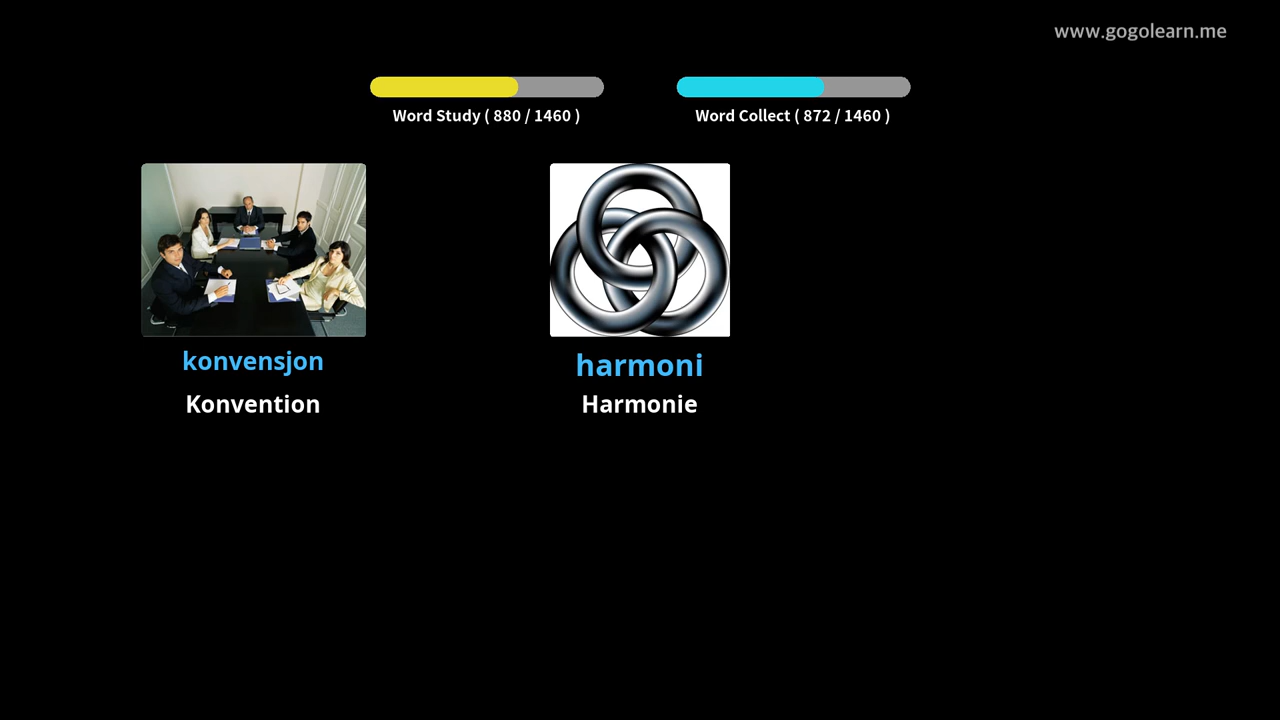 www.gogolearn.me
Word Study ( 880 / 1460 )
Word Collect ( 872 / 1460 )
konvensjon
Konvention
harmoni
Harmonie